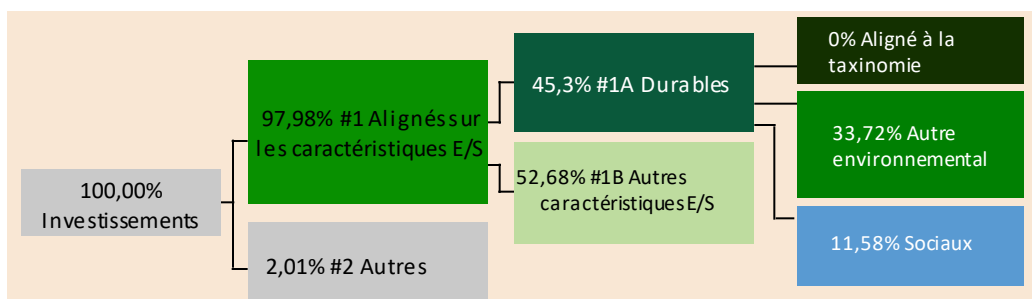 100,00%
Investissements
97,98% #1 Alignés sur
les caractéristiques E/S
2,01% #2 Autres
45,3% #1A Durables
52,68% #1B Autres
caractéristiques E/S
0% Aligné à la
taxinomie
33,72% Autre
environnemental
11,58% Sociaux